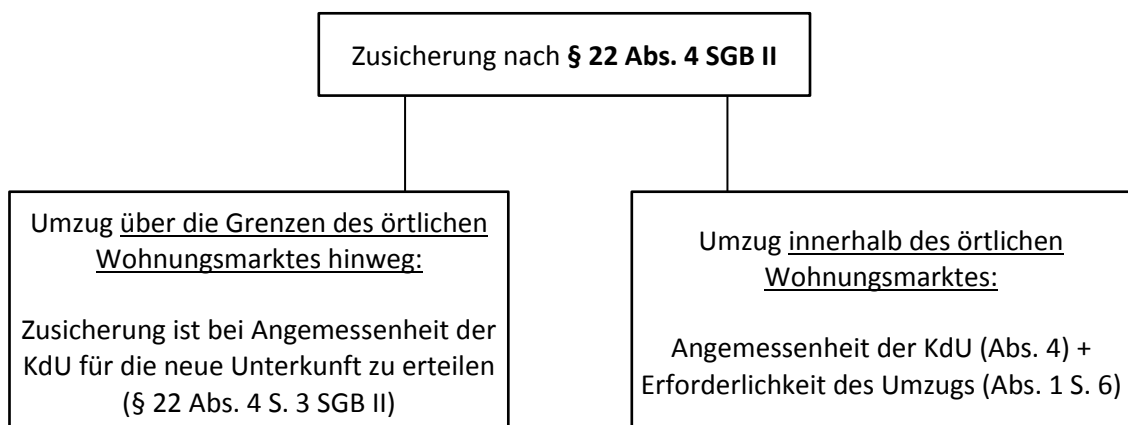 Zusicherung nach § 22 Abs. 4 SGB II
Umzug über die Grenzen des örtlichen
Wohnungsmarktes hinweg:
Zusicherung ist bei Angemessenheit der
KdU für die neue Unterkunft zu erteilen
(§ 22 Abs. 4 S. 3 SGB II)
Umzug innerhalb des örtlichen
Wohnungsmarktes:
Angemessenheit der KdU (Abs. 4) +
Erforderlichkeit des Umzugs (Abs. 1 S. 6)